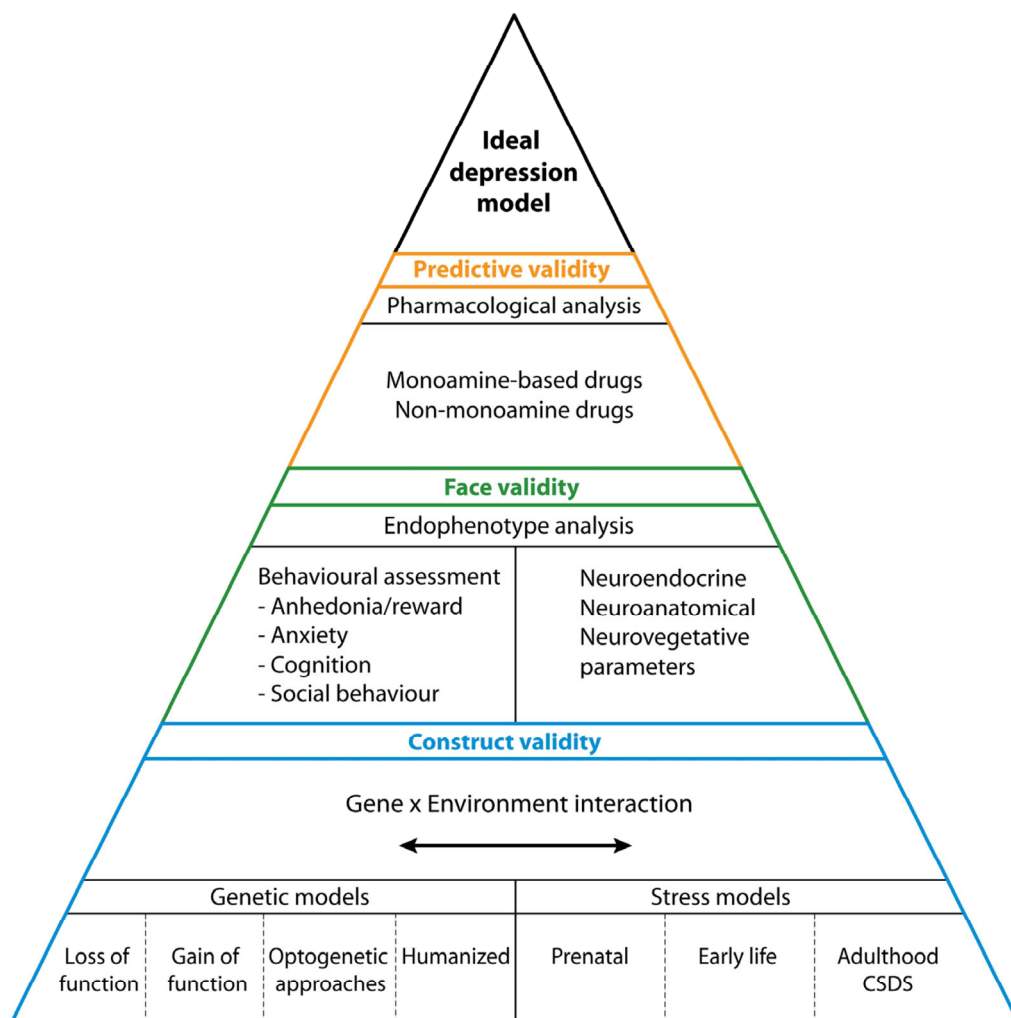 Ideal
depression
model
Predictive validity
Pharmacological analysis
Monoamine-based drugs
Non-monoamine drugs
Face validity
Endophenotype analysis
Behavioural assessment
- Anhedonia/reward
- Anxiety
- Cognition
- Social behaviour
Neuroendocrine
Neuroanatomical
Neurovegetative
parameters
Construct validity
Gene x Environment interaction
Genetic models
Stress models
Loss of
function
Gain of
function
Optogenetic
approaches
Humanized
Prenatal
Early life
Adulthood
CSDS